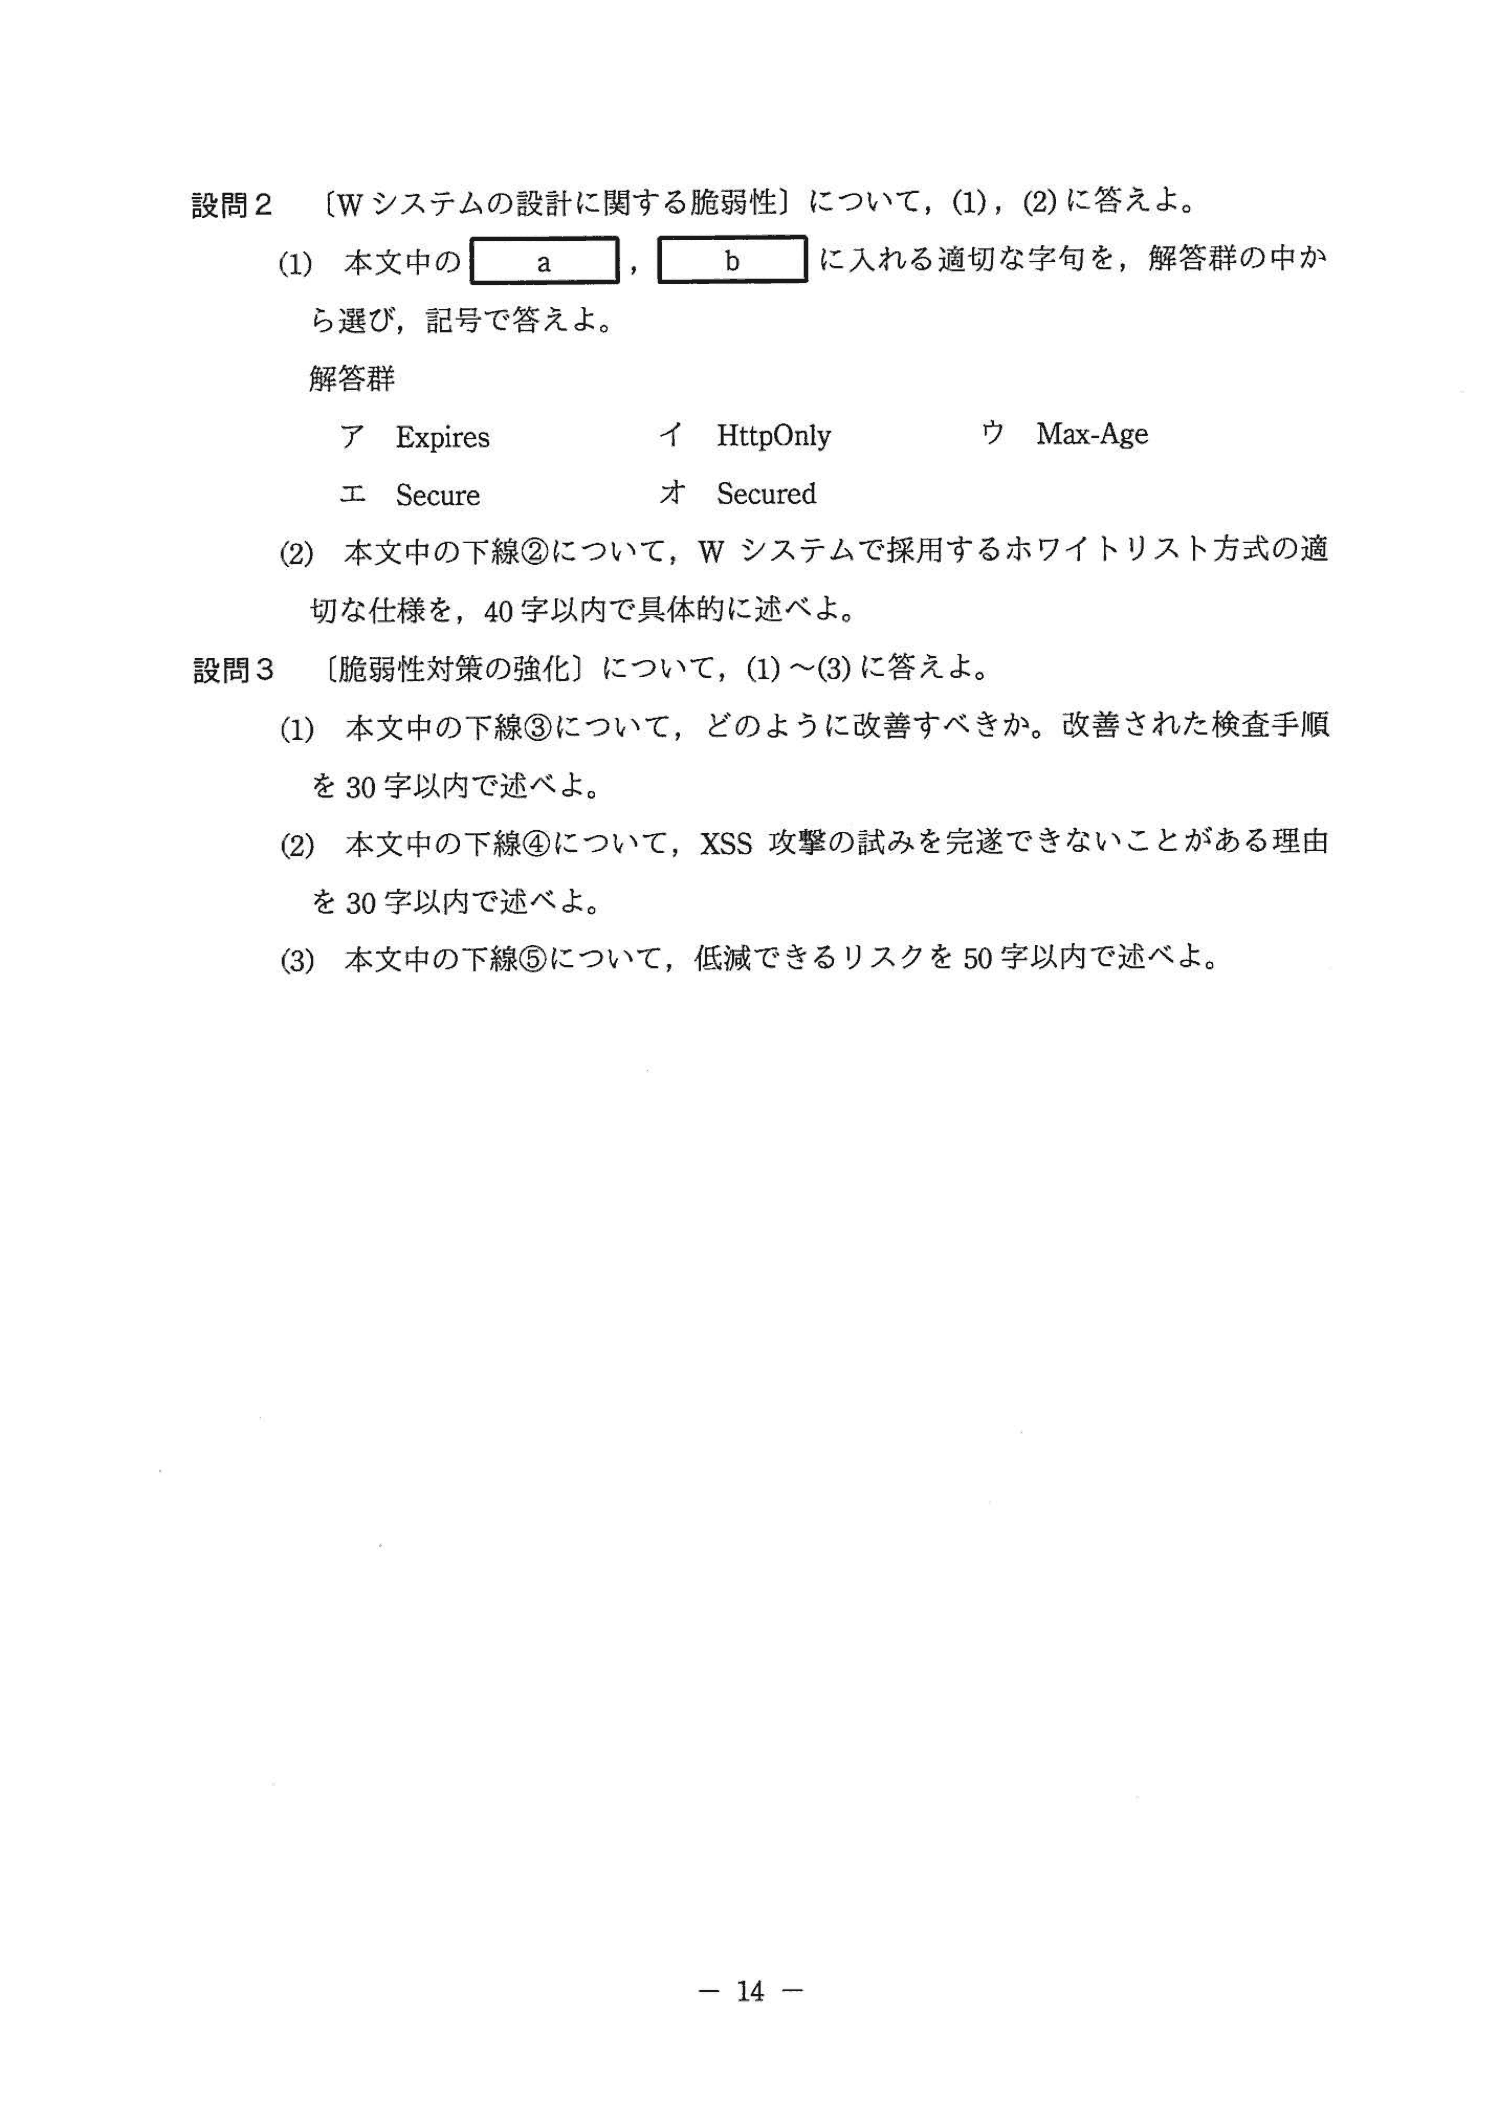 設問2 〔W システムの設計に関する脆弱性〕について，(1)，(2) に答えよ。
(1) 本文中の a ， b に入れる適切な字句を，解答群の中か
ら選び，記号で答えよ。
解答群
ア Expires イ HttpOnly ウ Max-Age
エ Secure オ Secured
(2) 本文中の下線②について，W システムで採用するホワイトリスト方式の適
切な仕様を，40 字以内で具体的に述べよ。
設問3 〔脆弱性対策の強化〕について，(1) ～(3) に答えよ。
(1) 本文中の下線③について，どのように改善すべきか。改善された検査手順
を 30 字以内で述べよ。
(2) 本文中の下線④について，XSS 攻撃の試みを完遂できないことがある理由
を 30 字以内で述べよ。
(3) 本文中の下線⑤について，低減できるリスクを 50 字以内で述べよ。
－ 14 －